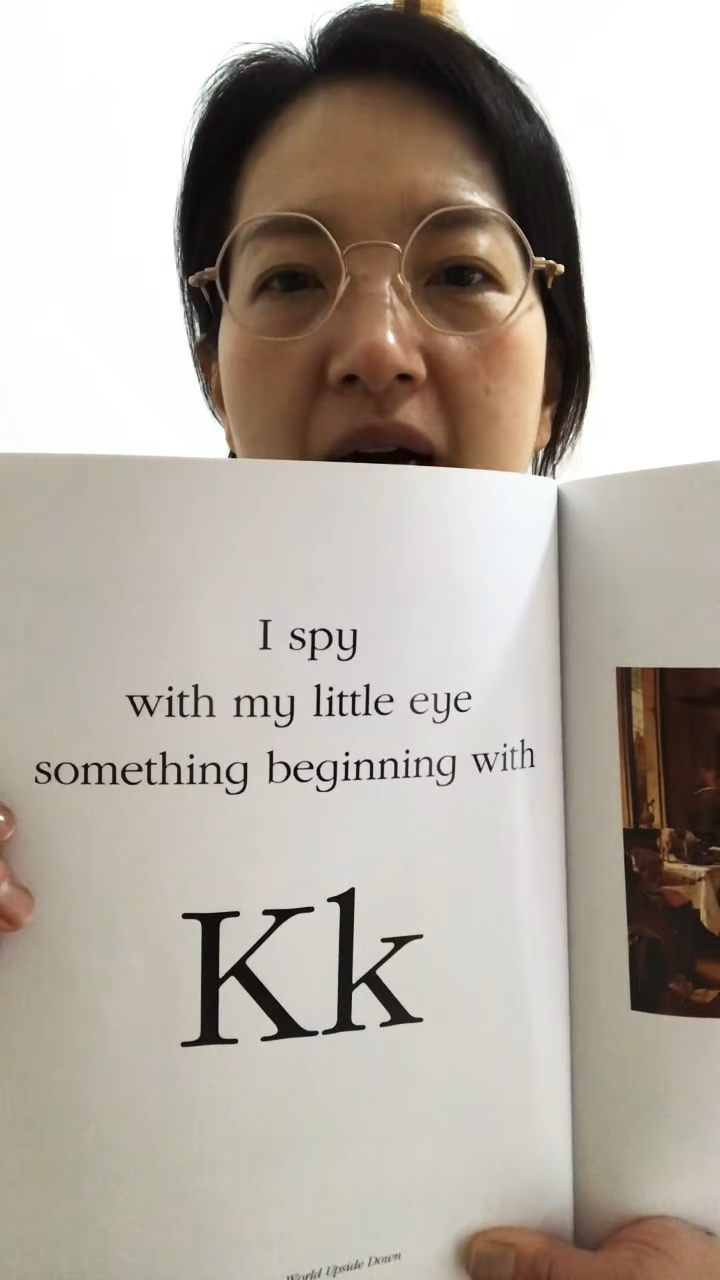 I spy
with my little eye
something beginning with
Kk
World Upside Down